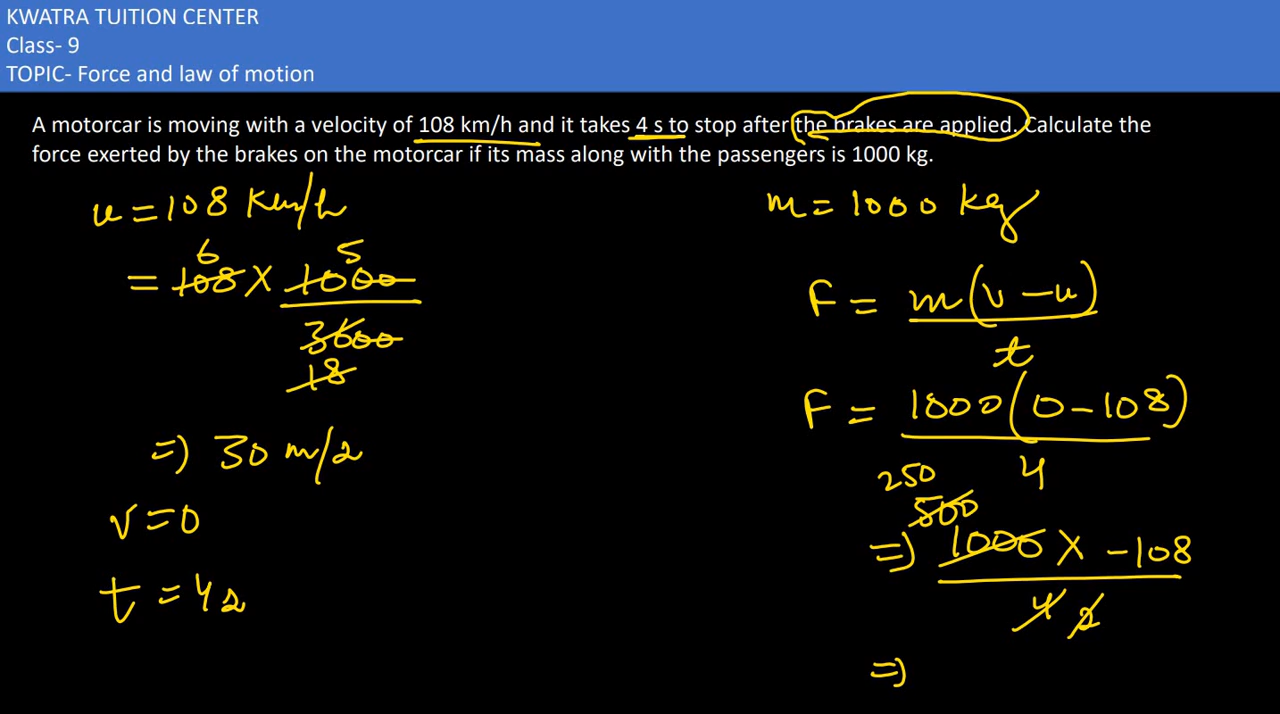 KWATRA TUITION CENTER
Class- 9
TOPIC- Force and law of motion
A motorcar is moving with a velocity of 108 km/h and it takes 4 s to stop after the brakes are applied. Calculate the
force exerted by the brakes on the motorcar if its mass along with the passengers is 1000 kg.
u = 108 Km/h
6 5
= 108 X 1000
3600
18
=) 30 m/s
v = 0
t = 4 s
m = 1000 kg
F = m(v - u)
t
F = 1000(0 - 108)
4
250
500
=) 1000 X -108
4 2
=)